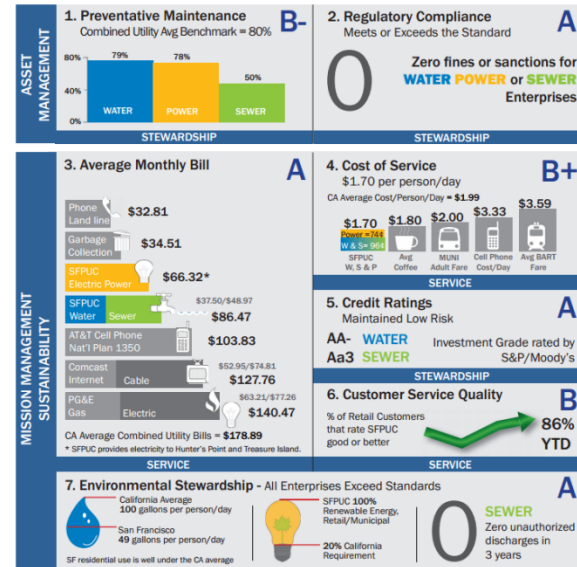 ASSET
MANAGEMENT
1. Preventative Maintenance
Combined Utility Avg Benchmark = 80%
B-
80%
40%
0%
79%
78%
50%
WATER
POWER
SEWER
STEWARDSHIP
2. Regulatory Compliance
Meets or Exceeds the Standard
A
0
Zero fines or sanctions for
WATER POWER or SEWER
Enterprises
STEWARDSHIP
MISSION MANAGEMENT
SUSTAINABILITY
3. Average Monthly Bill
A
Phone
Land line
$32.81
Garbage
Collection
$34.51
SFPUC
Electric Power
$66.32*
SFPUC
Water
Sewer
$37.50/$48.97
$86.47
AT&T Cell Phone
Nat'l Plan 1350
$103.83
Comcast
Internet
Cable
$52.95/$74.81
$127.76
PG&E
Gas
Electric
$63.21/$77.26
$140.47
CA Average Combined Utility Bills = $178.89
* SFPUC provides electricity to Hunter's Point and Treasure Island.
SERVICE
4. Cost of Service
$1.70 per person/day
B+
CA Average Cost/Person/Day = $1.99
$1.70
Power =74¢
W & S= 96¢
SFPUC
W, S & P
$1.80
Avg
Coffee
$2.00
MUNI
Adult Fare
$3.33
Cell Phone
Cost/Day
$3.59
Avg BART
Fare
SERVICE
5. Credit Ratings
Maintained Low Risk
A
AA- WATER
Aa3 SEWER
Investment Grade rated by
S&P/Moody's
STEWARDSHIP
6. Customer Service Quality
B
% of Retail Customers
that rate SFPUC
good or better
86%
YTD
SERVICE
7. Environmental Stewardship - All Enterprises Exceed Standards
A
California Average
100 gallons per person/day
San Francisco
49 gallons per person/day
SF residential use is well under the CA average
SFPUC 100%
Renewable Energy,
Retail/Municipal
20% California
Requirement
0
SEWER
Zero unauthorized
discharges in
3 years